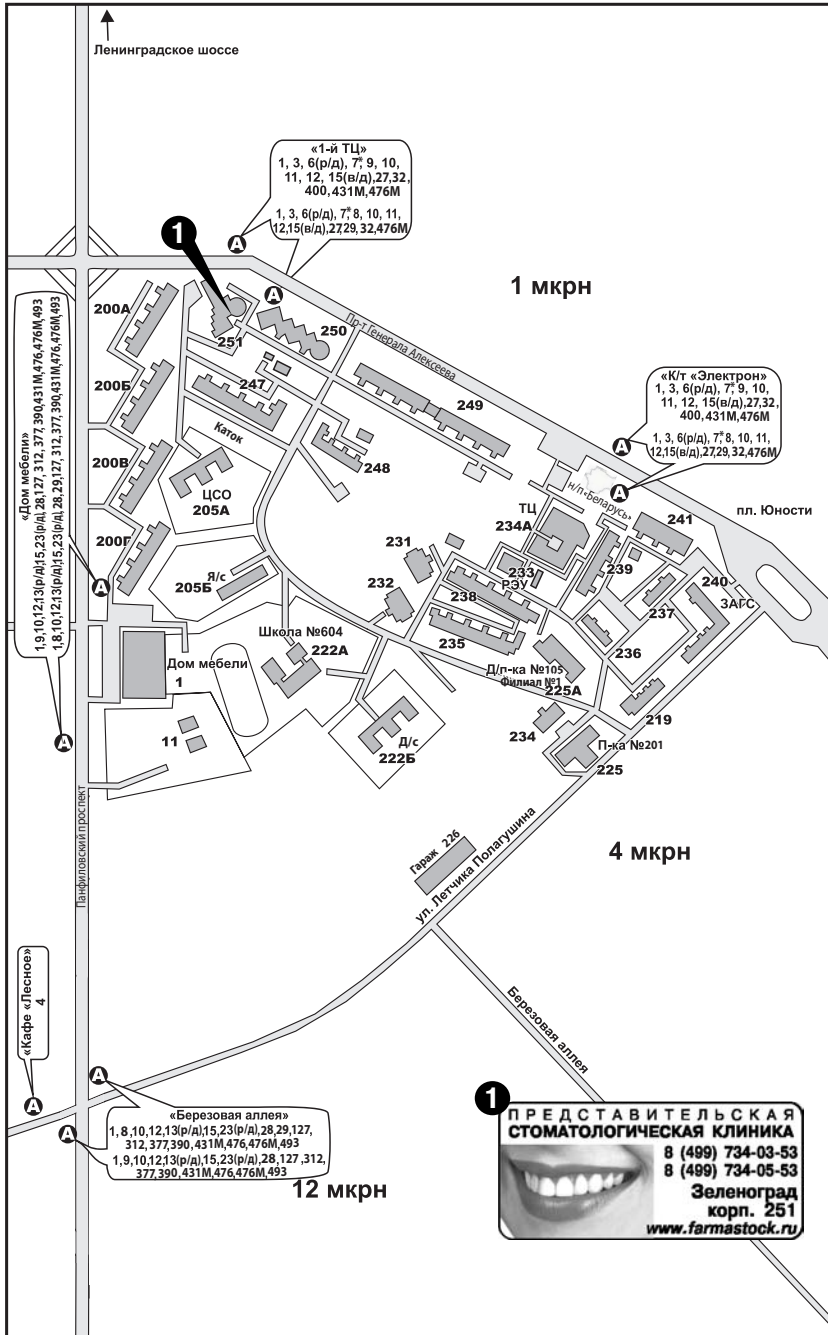 Ленинградское шоссе
«1-й ТЦ»
1, 3, 6(р/д), 7*, 9, 10,
11, 12, 15(в/д),27,32,
400,431М,476М
1, 3, 6(р/д), 7*, 8, 10, 11,
12,15(в/д),27,29, 32,476М
1
А
1 мкрн
200А
251
А
250
Пр-т Генерала Алексеева
«К/т «Электрон»
1, 3, 6(р/д), 7*, 9, 10,
11, 12, 15(в/д),27,32,
400,431М,476М
1, 3, 6(р/д), 7*, 8, 10, 11,
12,15(в/д),27,29, 32,476М
200Б
247
249
Каток
248
А
А
н/п«Беларусь»
пл. Юности
«Дом мебели»
1,9,10,12,13(р/д),15,23(р/д),28,127, 312, 377, 390,431М,476,476М,493
1,8,10,12,13(р/д),15,23(р/д),28,29,127, 312, 377, 390,431М,476,476М,493
200В
ЦСО
205А
ТЦ
234А
241
200Г
231
А
Я/с
205Б
232
233
РЭУ
239
238
237
240
ЗАГС
Школа №604
222А
235
236
Дом мебели
1
Д/п-ка №105
Филиал №1
225А
219
11
234
П-ка №201
225
А
Д/с
222Б
Панфиловский проспект
Гараж 226
ул. Летчика Полагушина
4 мкрн
«Кафе «Лесное»
4
Березовая аллея
А
А
А
«Березовая аллея»
1,8,10,12,13(р/д),15,23(р/д),28,29,127,
312,377,390,431М,476,476М,493
1,9,10,12,13(р/д),15,23(р/д),28,127,312,
377,390,431М,476,476М,493
12 мкрн
1
ПРЕДСТАВИТЕЛЬСКАЯ
СТОМАТОЛОГИЧЕСКАЯ КЛИНИКА
8 (499) 734-03-53
8 (499) 734-05-53
Зеленоград
корп. 251
www.farmastock.ru